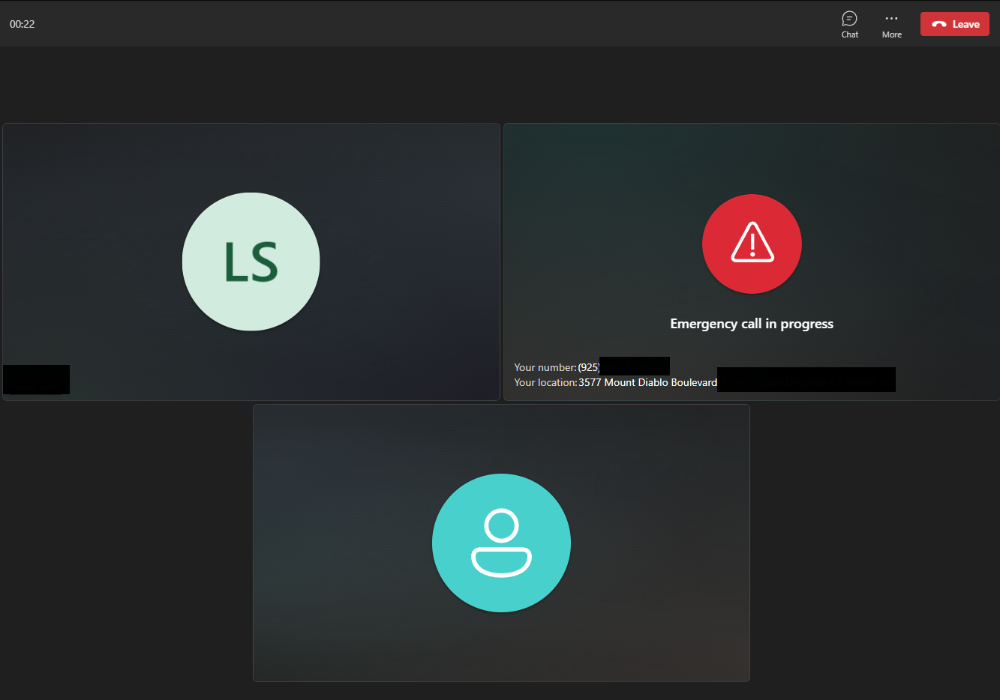 00:22
Chat
More
Leave
LS
Emergency call in progress
Your number: (925)
Your location: 3577 Mount Diablo Boulevard